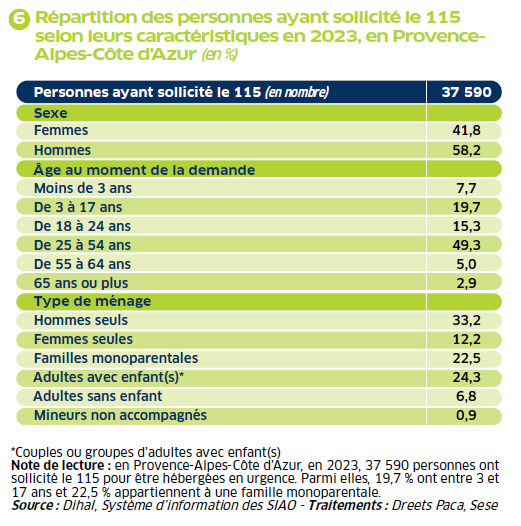 6 Répartition des personnes ayant sollicité le 115
selon leurs caractéristiques en 2023, en Provence-
Alpes-Côte d'Azur (en %)
Personnes ayant sollicité le 115 (en nombre) 37 590
Sexe
Femmes 41,8
Hommes 58,2
Âge au moment de la demande
Moins de 3 ans 7,7
De 3 à 17 ans 19,7
De 18 à 24 ans 15,3
De 25 à 54 ans 49,3
De 55 à 64 ans 5,0
65 ans ou plus 2,9
Type de ménage
Hommes seuls 33,2
Femmes seules 12,2
Familles monoparentales 22,5
Adultes avec enfant(s)* 24,3
Adultes sans enfant 6,8
Mineurs non accompagnés 0,9
*Couples ou groupes d'adultes avec enfant(s)
Note de lecture : en Provence-Alpes-Côte d'Azur, en 2023, 37 590 personnes ont
sollicité le 115 pour être hébergées en urgence. Parmi elles, 19,7 % ont entre 3 et
17 ans et 22,5 % appartiennent à une famille monoparentale.
Source : Dihal, Système d'information des SIAO - Traitements : Dreets Paca, Sese